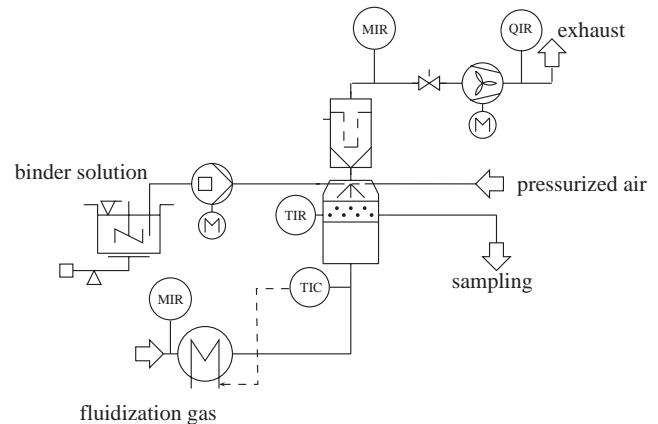 MIR
QIR
exhaust
M
binder solution
pressurized air
M
TIR
sampling
TIC
MIR
fluidization gas